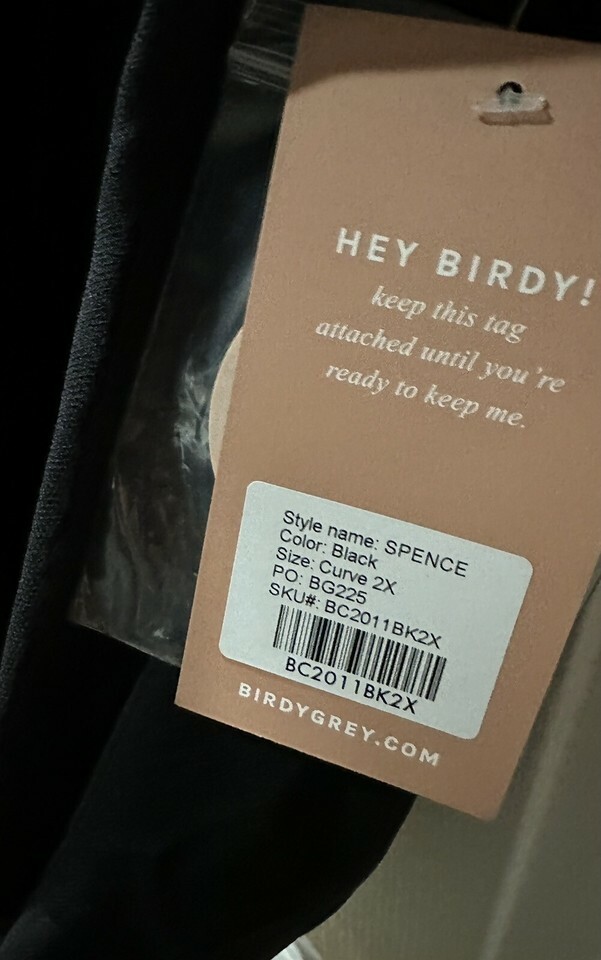 HEY BIRDY!
keep this tag
attached until you're
ready to keep me.
Style name: SPENCE
Color: Black
Size: Curve 2X
PO: BG225
SKU#: BC2011BK2X
BC2011BK2X
BIRDYGREY.COM